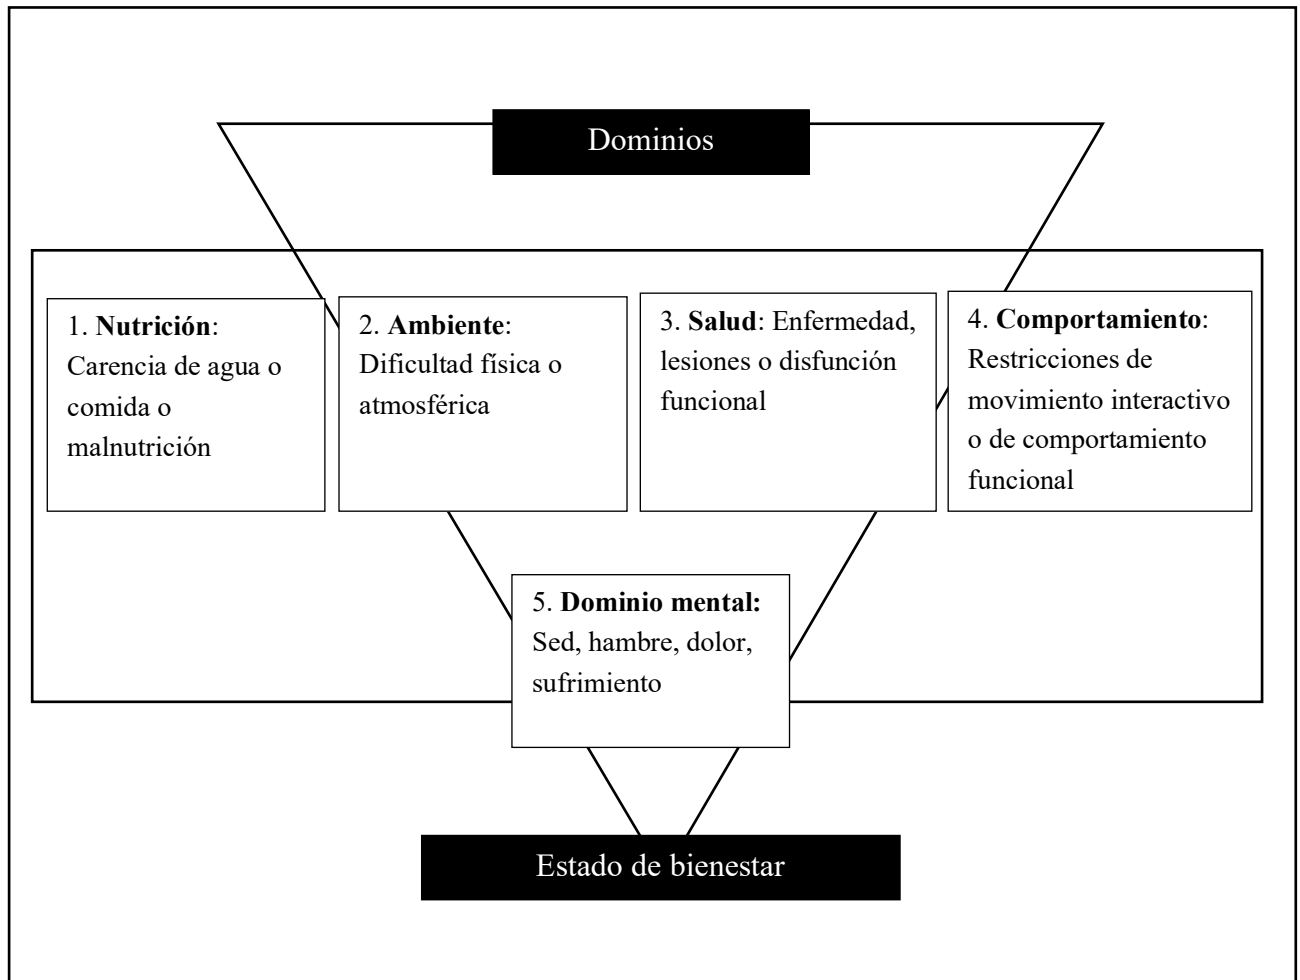 Dominios
1. Nutrición:
Carencia de agua o
comida o
malnutrición
2. Ambiente:
Dificultad física o
atmosférica
3. Salud: Enfermedad,
lesiones o disfunción
funcional
4. Comportamiento:
Restricciones de
movimiento interactivo
o de comportamiento
funcional
5. Dominio mental:
Sed, hambre, dolor,
sufrimiento
Estado de bienestar